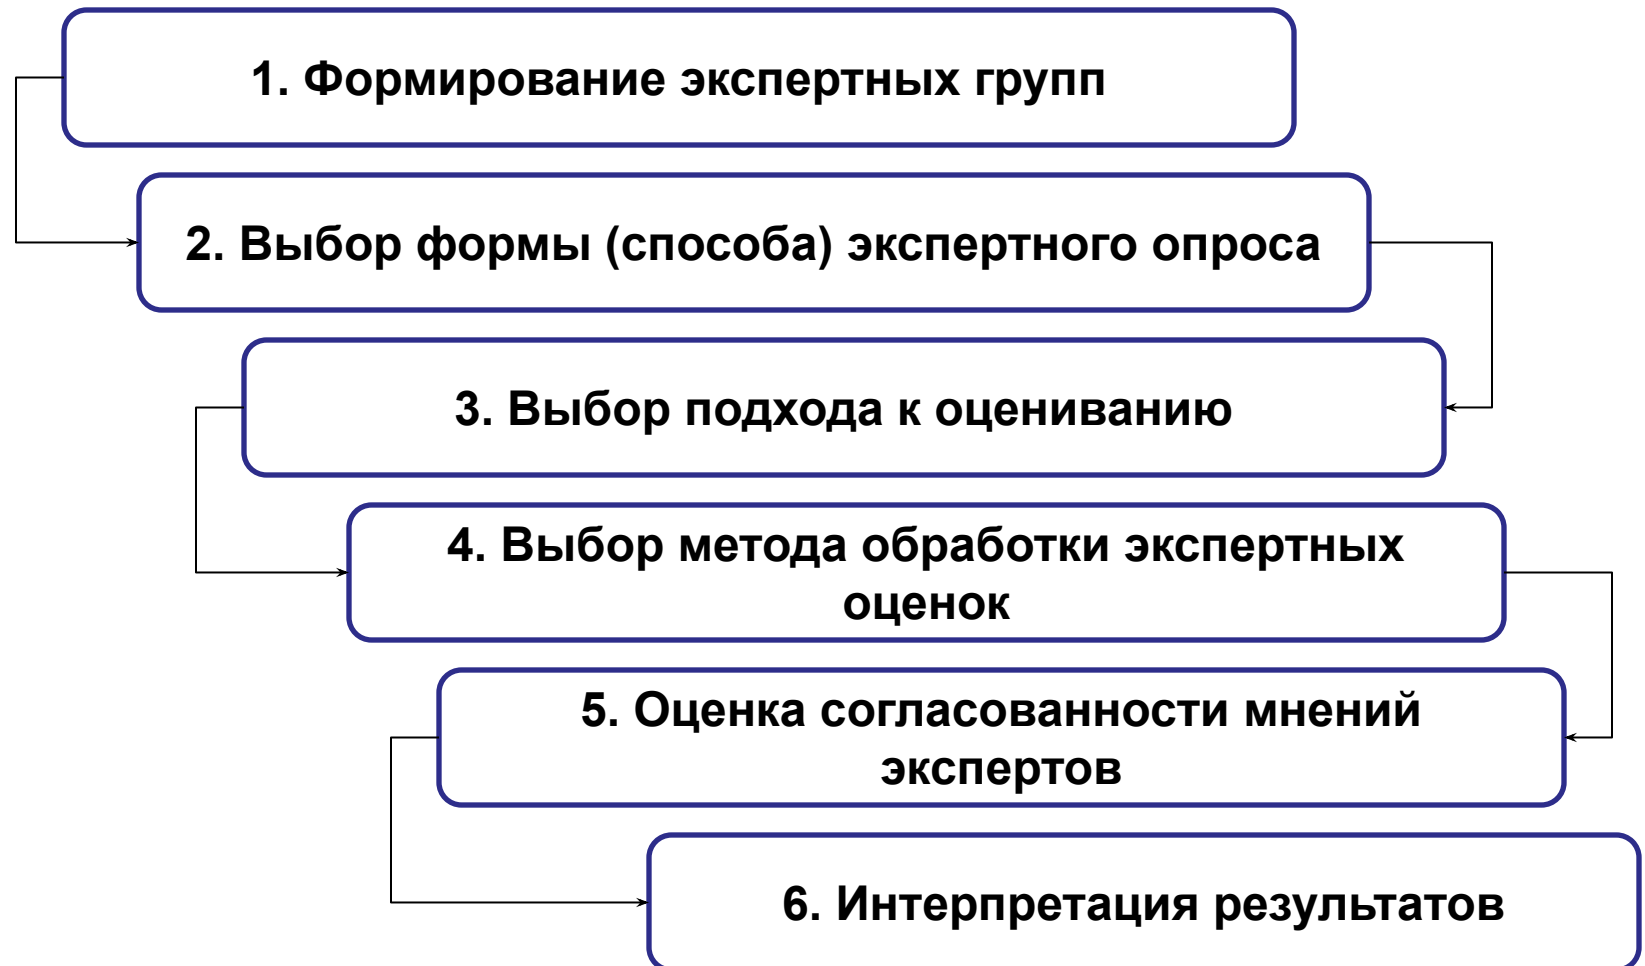 1. Формирование экспертных групп
2. Выбор формы (способа) экспертного опроса
3. Выбор подхода к оцениванию
4. Выбор метода обработки экспертных
оценок
5. Оценка согласованности мнений
экспертов
6. Интерпретация результатов